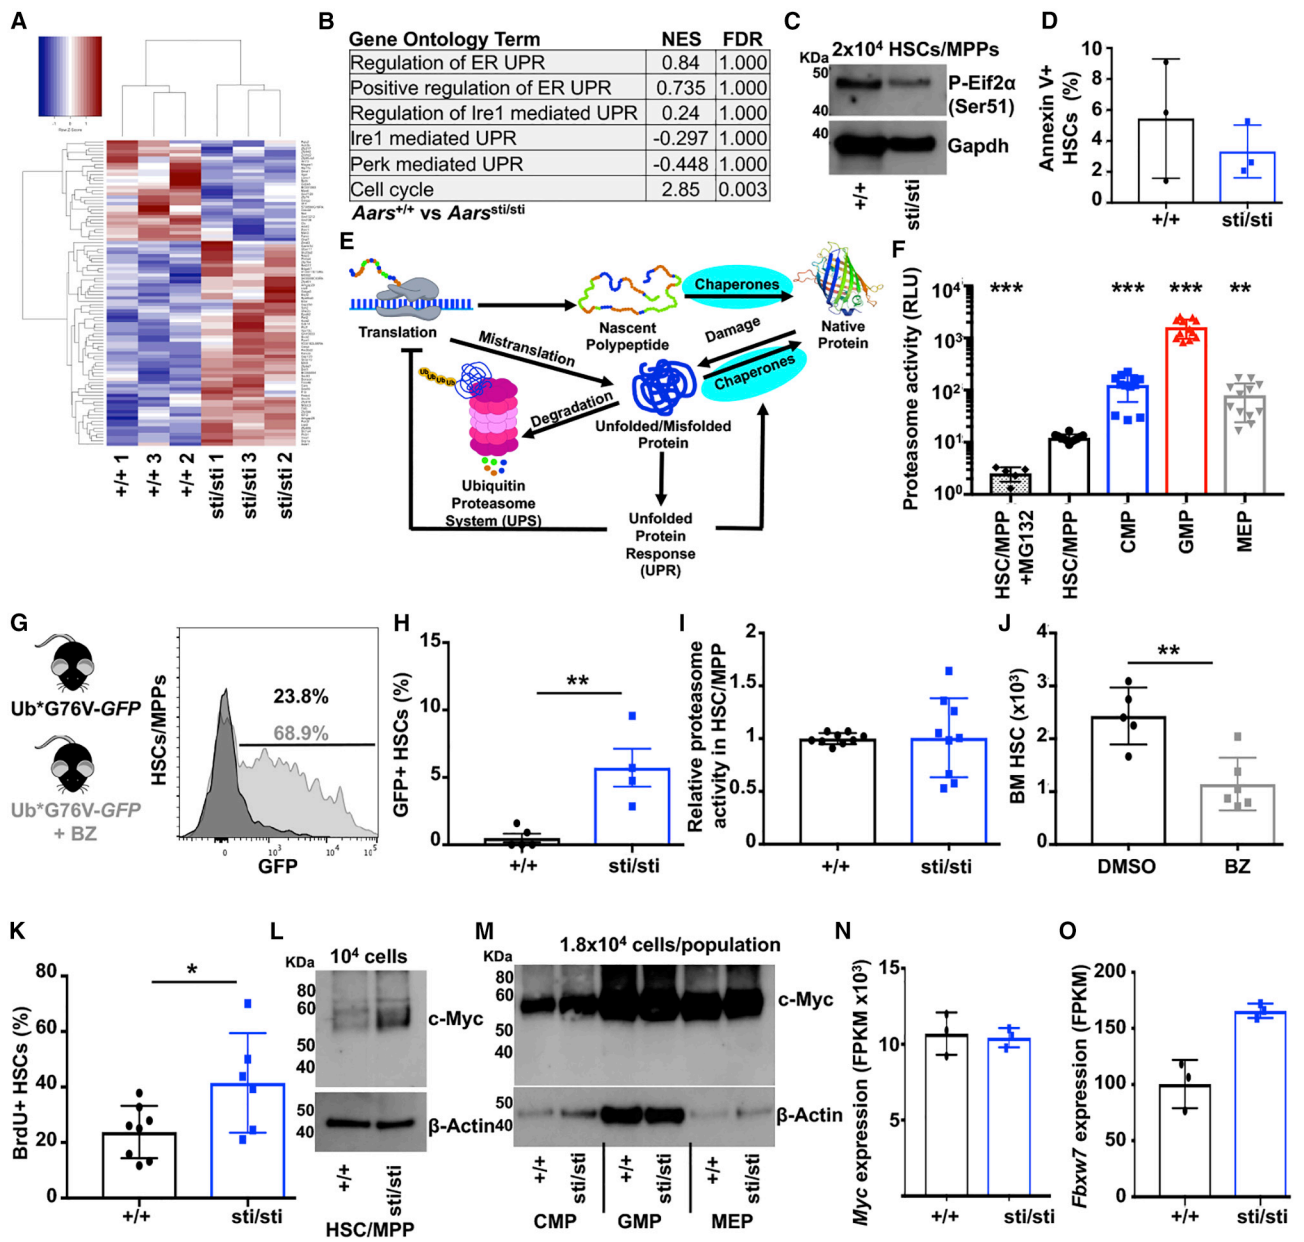 A
Row Z-Score
+/+ 1
+/+ 3
+/+ 2
sti/sti 1
sti/sti 3
sti/sti 2
B
Gene Ontology Term NES FDR
Regulation of ER UPR 0.84 1.000
Positive regulation of ER UPR 0.735 1.000
Regulation of Ire1 mediated UPR 0.24 1.000
Ire1 mediated UPR -0.297 1.000
Perk mediated UPR -0.448 1.000
Cell cycle 2.85 0.003
Aars+/+ vs Aarssti/sti
C
2x10⁴ HSCs/MPPs
KDa
50
40
P-Eif2α
(Ser51)
40
Gapdh
+/+
sti/sti
D
Annexin V+
HSCs (%)
10
8
6
4
2
0
+/+ sti/sti
E
Translation
Nascent
Polypeptide
Chaperones
Native
Protein
Mistranslation
Damage
Chaperones
Ub Ub Ub Ub
Degradation
Unfolded/Misfolded
Protein
Ubiquitin
Proteasome
System (UPS)
Unfolded
Protein
Response
(UPR)
F
Proteasome activity (RLU)
10⁴
10³
10²
10¹
10⁰
*** *** *** **
HSC/MPP
+MG132
HSC/MPP
CMP
GMP
MEP
G
Ub*G76V-GFP
Ub*G76V-GFP
+ BZ
HSCs/MPPs
23.8%
68.9%
0 10³ 10⁴ 10⁵
GFP
H
GFP+ HSCs (%)
15
10
5
0
**
+/+ sti/sti
I
Relative proteasome
activity in HSC/MPP
2
1.5
1
0.5
0
+/+ sti/sti
J
BM HSC (x10³)
4
3
2
1
0
**
DMSO BZ
K
BrdU+ HSCs (%)
80
60
40
20
0
*
+/+ sti/sti
L
10⁴ cells
KDa
80
60
50
40
c-Myc
50
40
β-Actin
+/+
sti/sti
HSC/MPP
M
1.8x10⁴ cells/population
KDa
80
60
50
40
c-Myc
50
40
β-Actin
+/+
sti/sti
+/+
sti/sti
+/+
sti/sti
CMP GMP MEP
N
Myc expression (FPKM x10³)
15
10
5
+/+ sti/sti
O
Fbxw7 expression (FPKM)
200
150
100
50
0
+/+ sti/sti